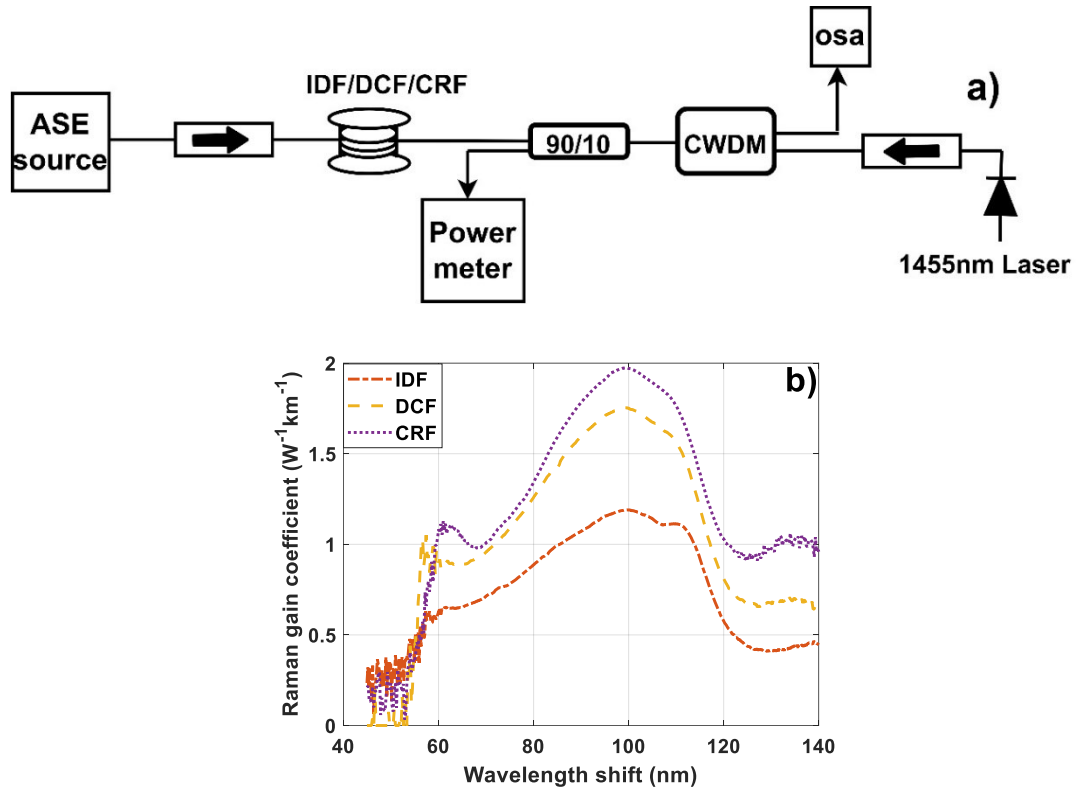 osa
a)
IDF/DCF/CRF
ASE
source
90/10
CWDM
Power
meter
1455nm Laser
b)
IDF
DCF
CRF
Raman gain coefficient (W⁻¹km⁻¹)
2
1.5
1
0.5
0
40 60 80 100 120 140
Wavelength shift (nm)